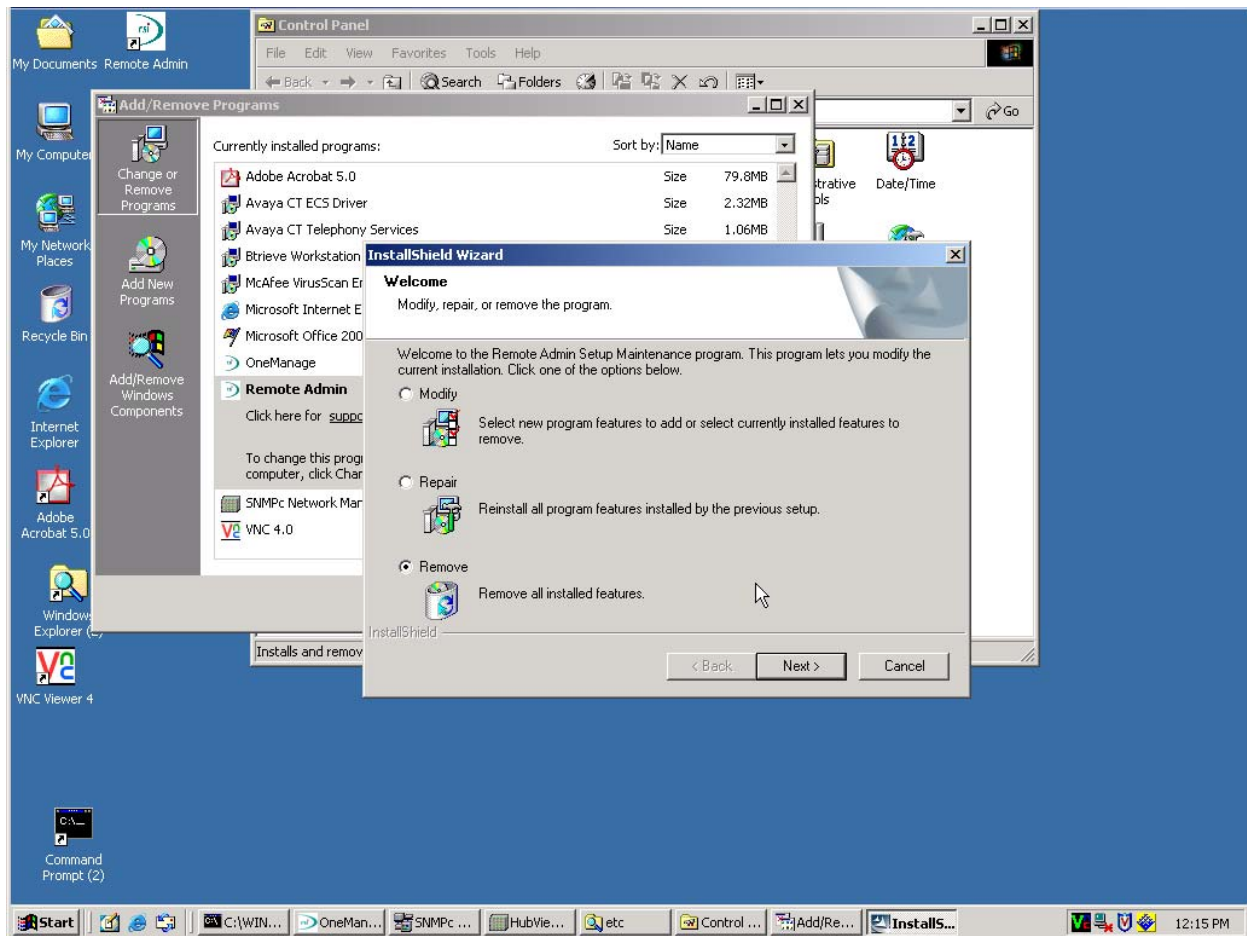 My Documents
rsi
Remote Admin
My Computer
My Network
Places
Recycle Bin
Internet
Explorer
Adobe
Acrobat 5.0
Window
Explorer
VNC Viewer 4
C:\_
Command
Prompt (2)
Control Panel
File Edit View Favorites Tools Help
Back Search Folders
Go
Date/Time
Installs and remov
Add/Remove Programs
Change or
Remove
Programs
Add New
Programs
Add/Remove
Windows
Components
Currently installed programs:
Sort by: Name
Adobe Acrobat 5.0 Size 79.8MB
Avaya CT ECS Driver Size 2.32MB
Avaya CT Telephony Services Size 1.06MB
Btrieve Workstation
McAfee VirusScan Er
Microsoft Internet E
Microsoft Office 200
OneManage
Remote Admin
Click here for suppo
To change this progr
computer, click Char
SNMPc Network Mar
VNC 4.0
InstallShield Wizard
Welcome
Modify, repair, or remove the program.
Welcome to the Remote Admin Setup Maintenance program. This program lets you modify the
current installation. Click one of the options below.
Modify
Select new program features to add or select currently installed features to
remove.
Repair
Reinstall all program features installed by the previous setup.
Remove
Remove all installed features.
InstallShield
< Back Next > Cancel
Start C:\WIN... OneMan... SNMPc ... HubVie... etc Control ... Add/Re... InstallS... 12:15 PM